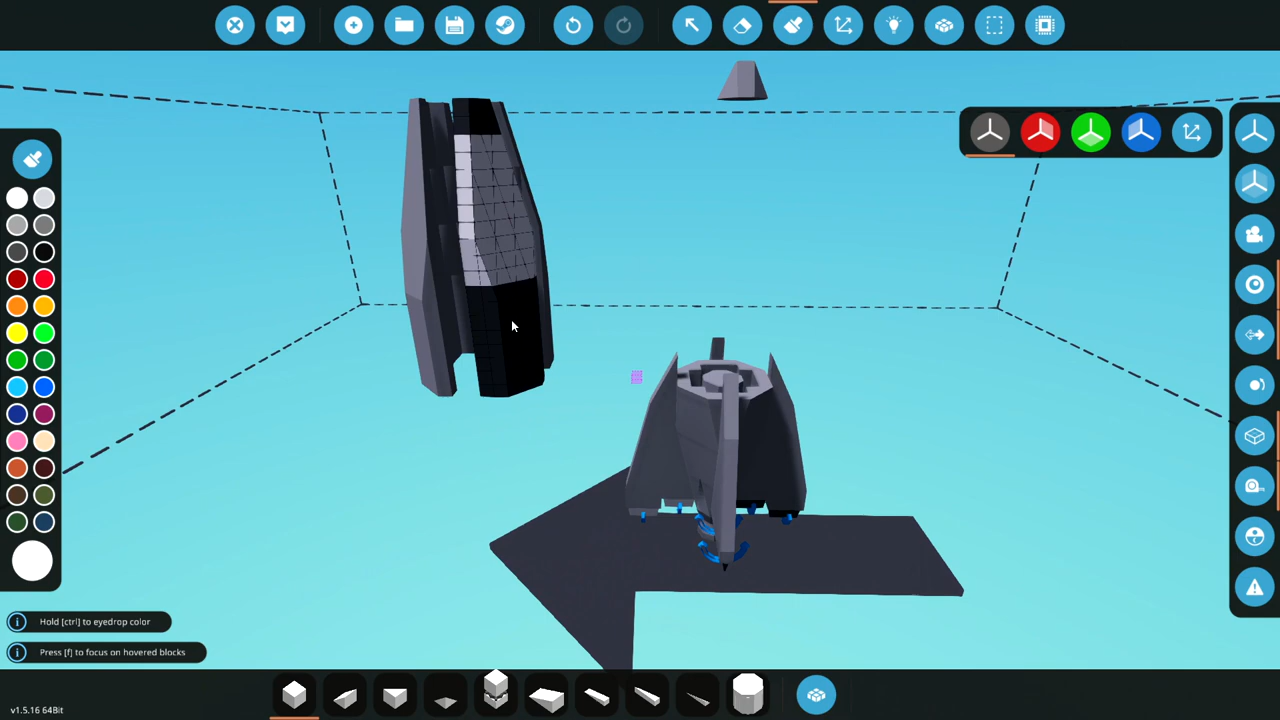 Hold [ctrl] to eyedrop color
Press [f] to focus on hovered blocks
v1.5.16 64Bit